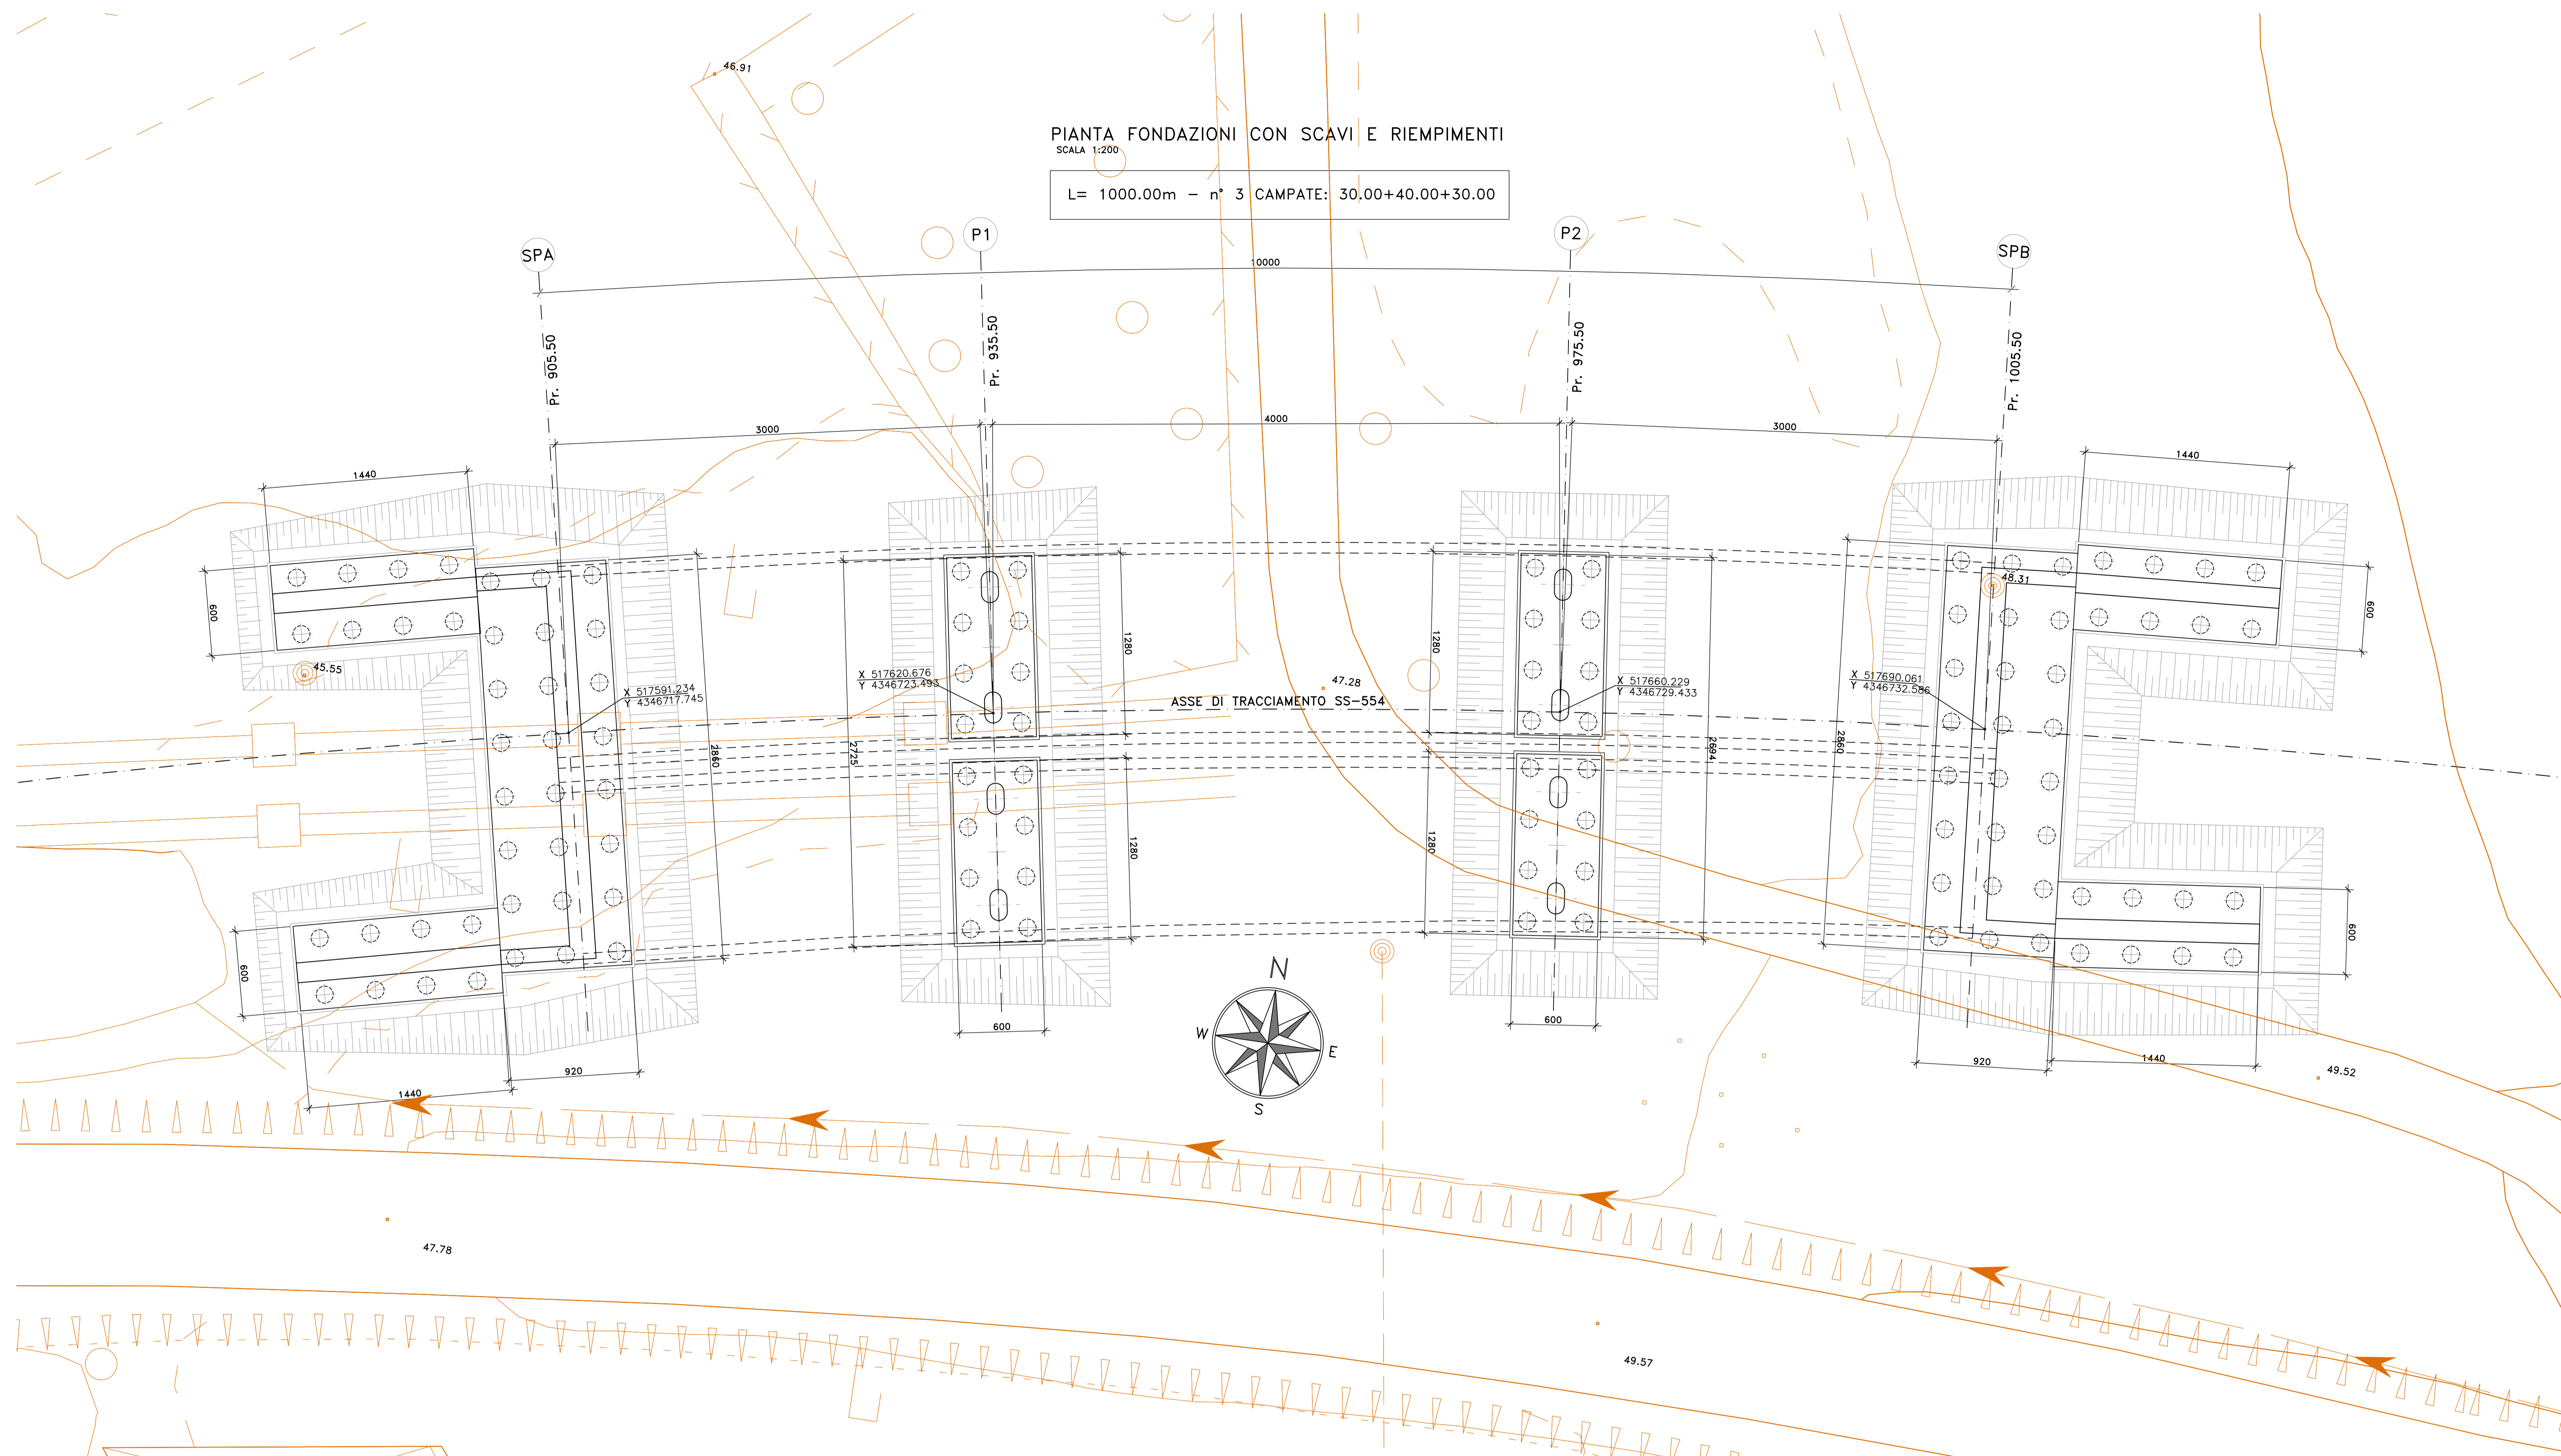 46.91
PIANTA FONDAZIONI CON SCAVI E RIEMPIMENTI
SCALA 1:200
L= 1000.00m - n° 3 CAMPATE: 30.00+40.00+30.00
SPA
P1
P2
SPB
10000
Pr. 905.50
Pr. 935.50
Pr. 975.50
Pr. 1005.50
3000
4000
3000
1440
1440
600
600
48.31
45.55
1280
1280
X 517591.234
Y 4346717.745
X 517620.676
Y 4346723.493
47.28
ASSE DI TRACCIAMENTO SS-554
X 517660.229
Y 4346729.433
X 517690.061
Y 4346732.586
2860
2725
2694
2860
1280
1280
600
600
600
600
N
W
E
S
920
1440
920
1440
49.52
47.78
49.57